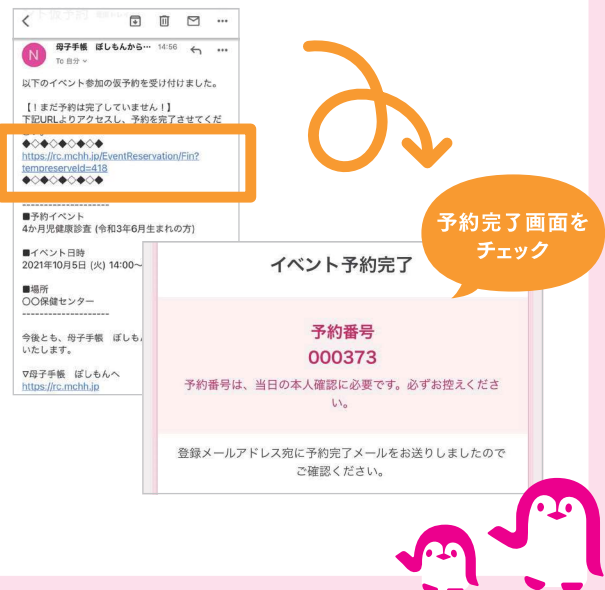 N
母子手帳　ぽしもんから… 14:56
To 自分
以下のイベント参加の仮予約を受け付けました。
【！まだ予約は完了していません！】
下記URLよりアクセスし、予約を完了させてくだ
◆◇◆◇◆◇◆◇◆
https://rc.mchh.jp/EventReservation/Fin?
tempreserveId=418
◆◇◆◇◆◇◆◇◆
--------------------
■予約イベント
4か月児健康診査 (令和3年6月生まれの方)
■イベント日時
2021年10月5日 (火) 14:00〜
■場所
〇〇保健センター
--------------------
今後とも、母子手帳　ぽしも
いたします。
▽母子手帳　ぽしもんへ
https://rc.mchh.jp
予約完了画面を
チェック
イベント予約完了
予約番号
000373
予約番号は、当日の本人確認に必要です。必ずお控えくださ
い。
登録メールアドレス宛に予約完了メールをお送りしましたので
ご確認ください。